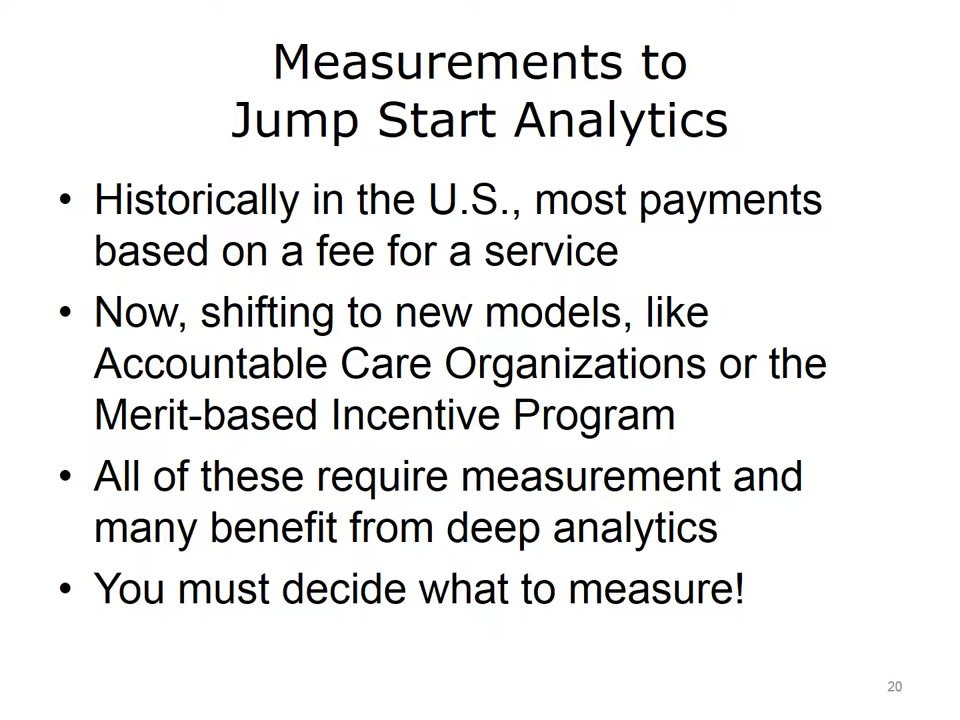 Measurements to
Jump Start Analytics
• Historically in the U.S., most payments
based on a fee for a service
• Now, shifting to new models, like
Accountable Care Organizations or the
Merit-based Incentive Program
• All of these require measurement and
many benefit from deep analytics
• You must decide what to measure!
20